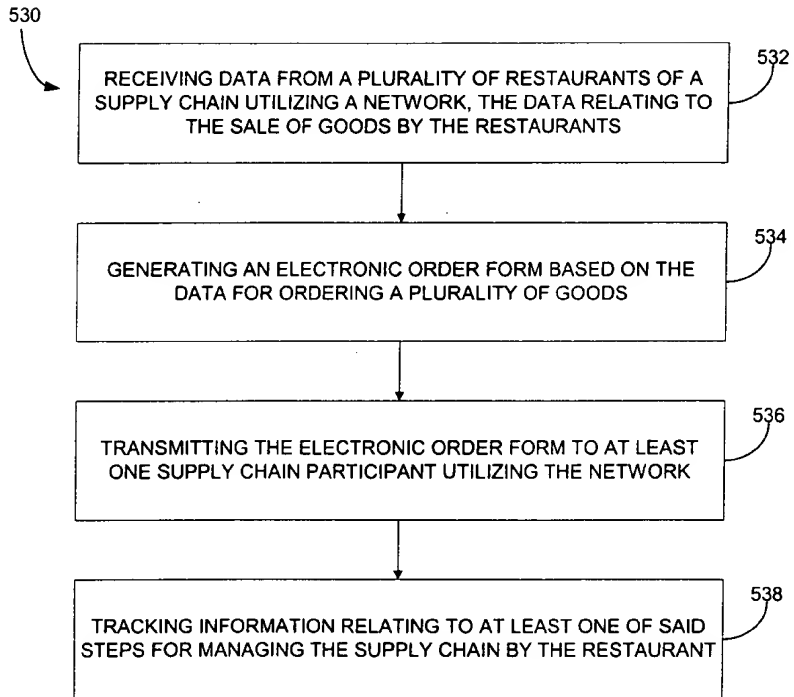 530
RECEIVING DATA FROM A PLURALITY OF RESTAURANTS OF A
SUPPLY CHAIN UTILIZING A NETWORK, THE DATA RELATING TO
THE SALE OF GOODS BY THE RESTAURANTS
532
GENERATING AN ELECTRONIC ORDER FORM BASED ON THE
DATA FOR ORDERING A PLURALITY OF GOODS
534
TRANSMITTING THE ELECTRONIC ORDER FORM TO AT LEAST
ONE SUPPLY CHAIN PARTICIPANT UTILIZING THE NETWORK
536
TRACKING INFORMATION RELATING TO AT LEAST ONE OF SAID
STEPS FOR MANAGING THE SUPPLY CHAIN BY THE RESTAURANT
538